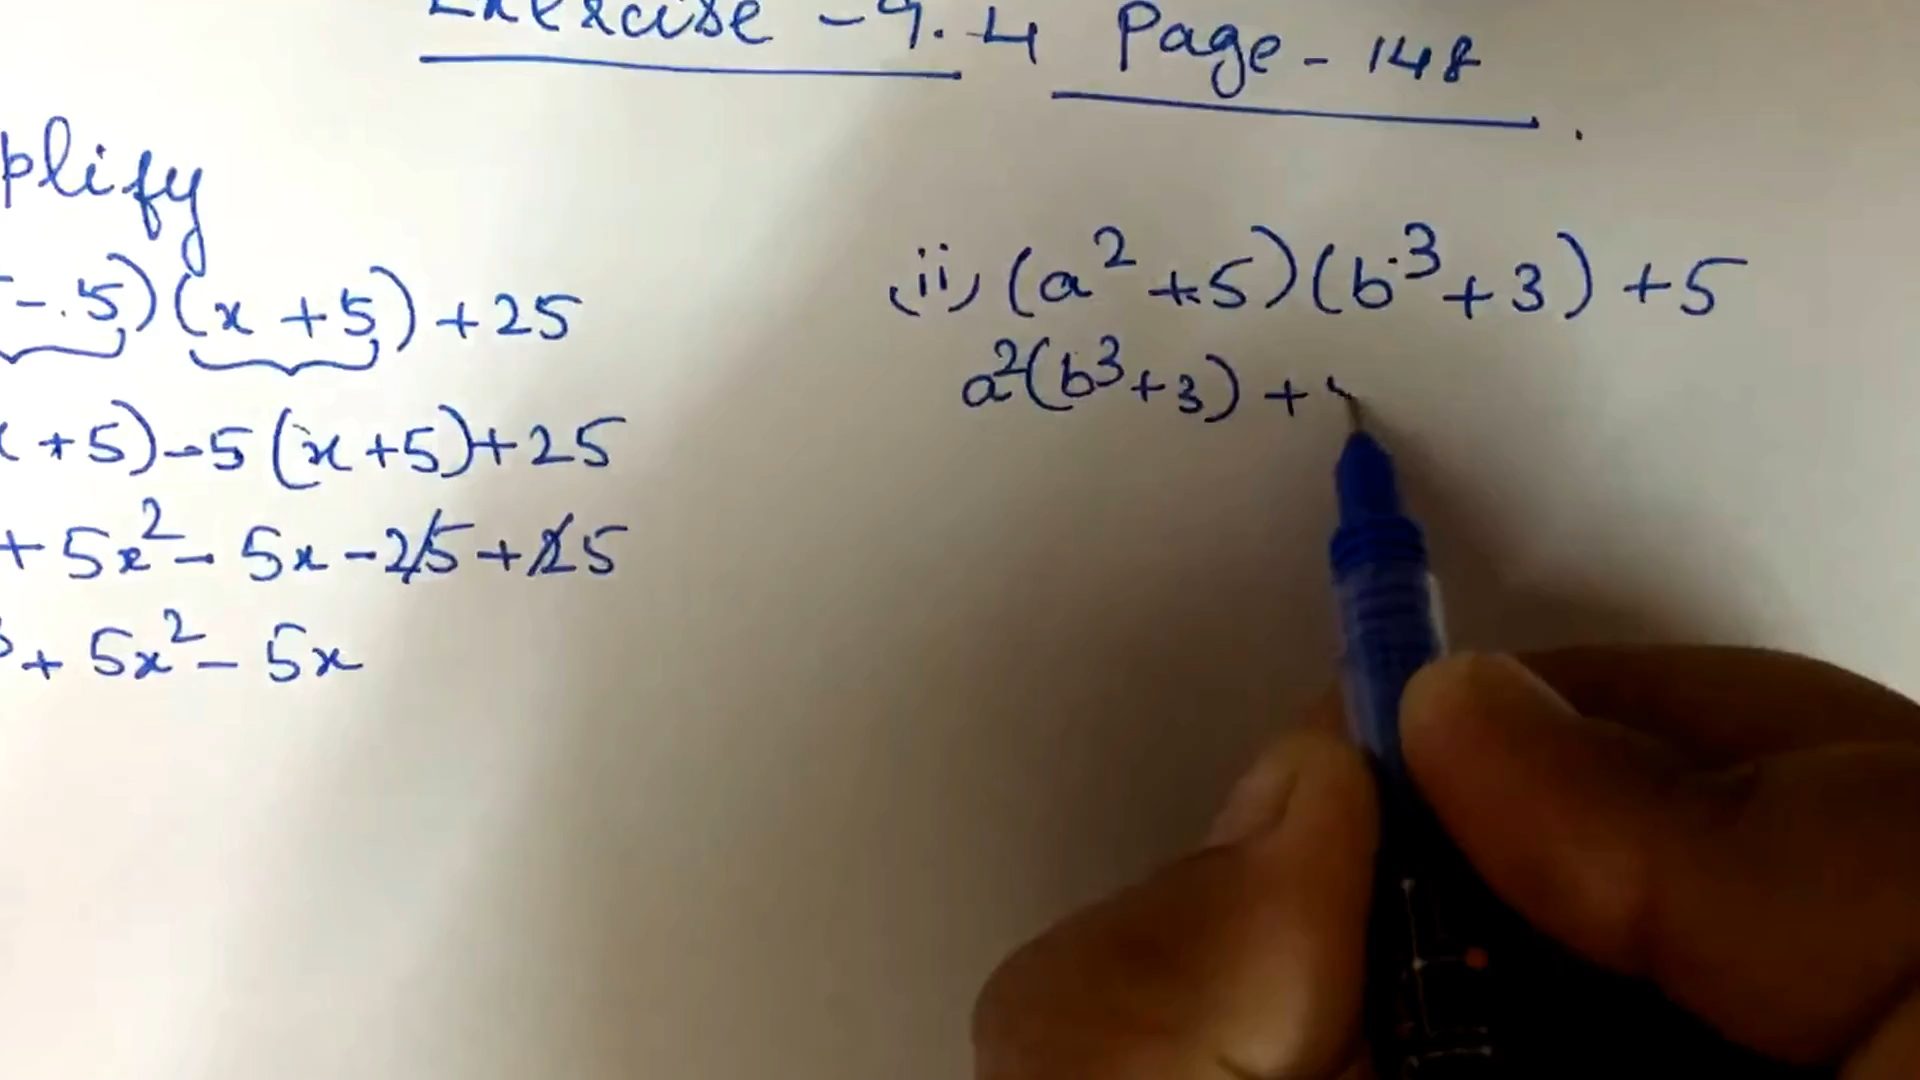 Exercise - 9.4 Page - 148.
plify
- 5) (x + 5) + 25
+ 5) - 5 (x + 5) + 25
+ 5x² - 5x - 25 + 25
+ 5x² - 5x
(ii) (a² + 5) (b³ + 3) + 5
a² (b³ + 3) +